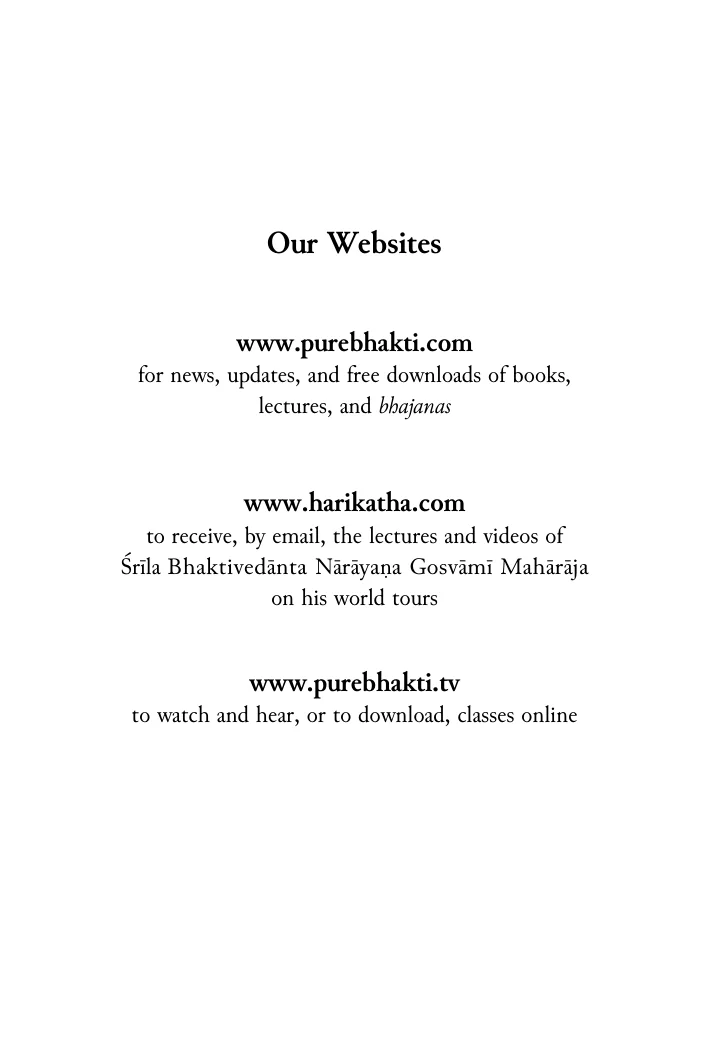 Our Websites
www.purebhakti.com
for news, updates, and free downloads of books,
lectures, and bhajanas
www.harikatha.com
to receive, by email, the lectures and videos of
Śrīla Bhaktivedānta Nārāyaṇa Gosvāmī Mahārāja
on his world tours
www.purebhakti.tv
to watch and hear, or to download, classes online